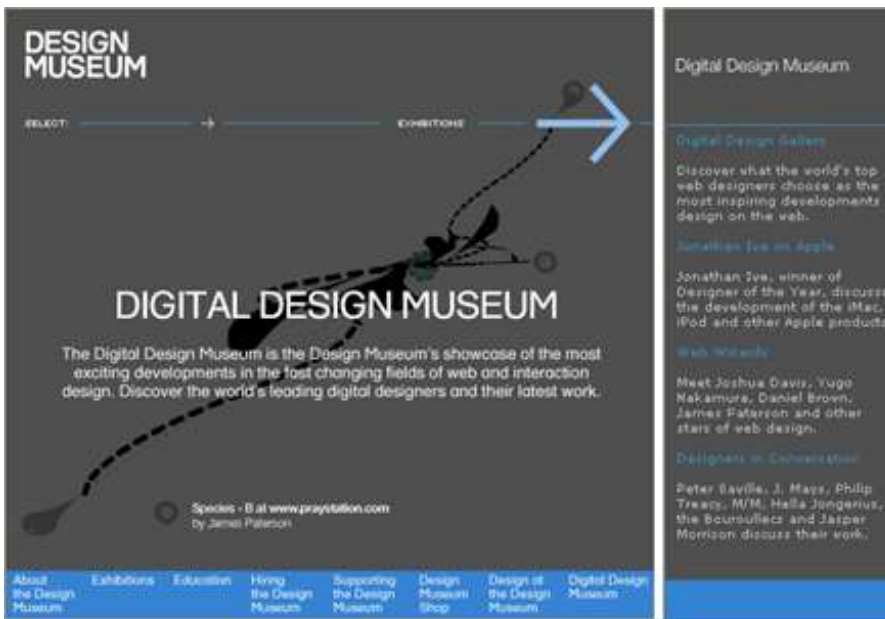 DESIGN
MUSEUM
SELECT:
EXHIBITIONS
DIGITAL DESIGN MUSEUM
The Digital Design Museum is the Design Museum's showcase of the most
exciting developments in the fast changing fields of web and interaction
design. Discover the world's leading digital designers and their latest work.
Species - B at www.praystation.com
by James Paterson
About
the Design
Museum
Exhibitions
Education
Hiring
the Design
Museum
Supporting
the Design
Museum
Design
Museum
Shop
Design at
the Design
Museum
Digital Design
Museum
Digital Design Museum
Digital Design Gallery
Discover what the world's top
web designers choose as the
most inspiring developments
design on the web.
Jonathan Ive on Apple
Jonathan Ive, winner of
Designer of the Year, discusse
the development of the iMac,
iPod and other Apple products
Web Wizards
Meet Joshua Davis, Yugo
Nakamura, Daniel Brown,
James Paterson and other
stars of web design.
Designers in Conversation
Peter Saville, J. Mays, Philip
Treacy, M/M, Hella Jongerius,
the Bouroullecs and Jasper
Morrison discuss their work.